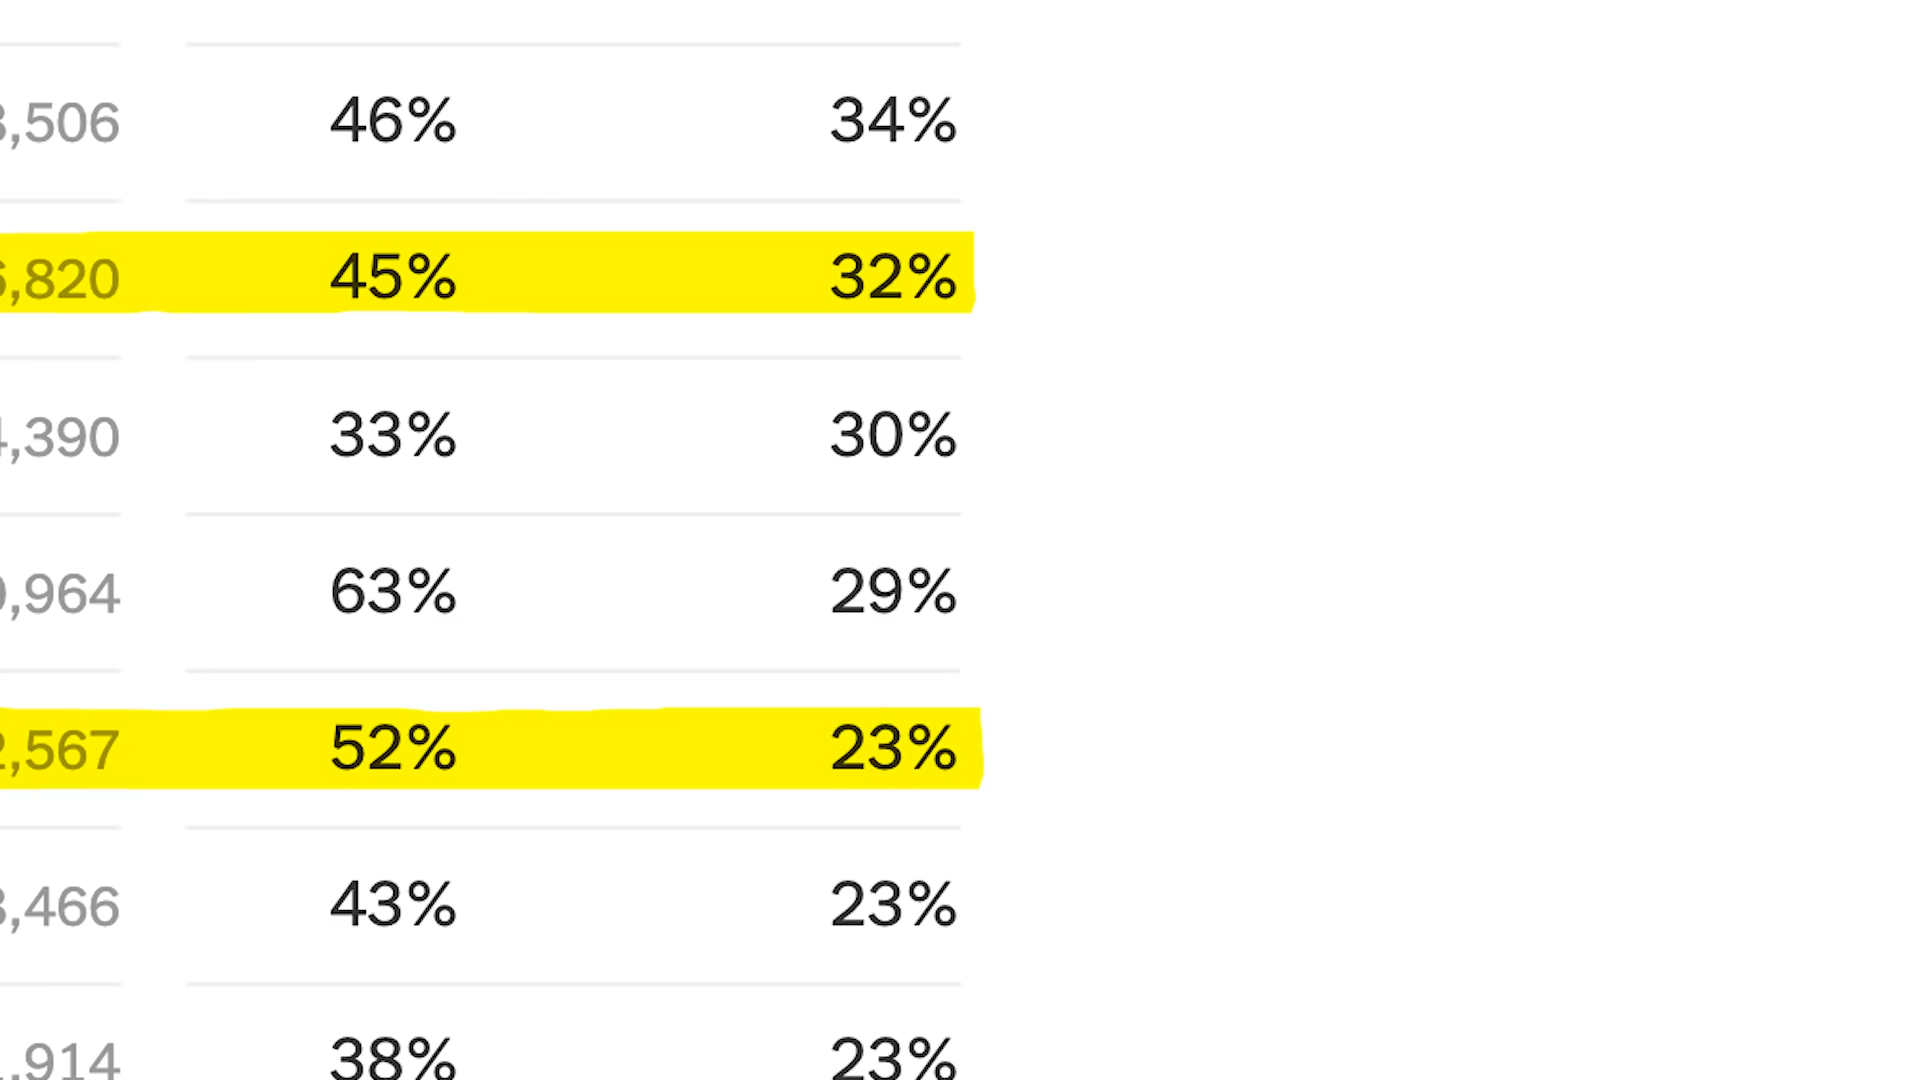 ,506 46% 34%
,820 45% 32%
,390 33% 30%
,964 63% 29%
,567 52% 23%
,466 43% 23%
,914 38% 23%